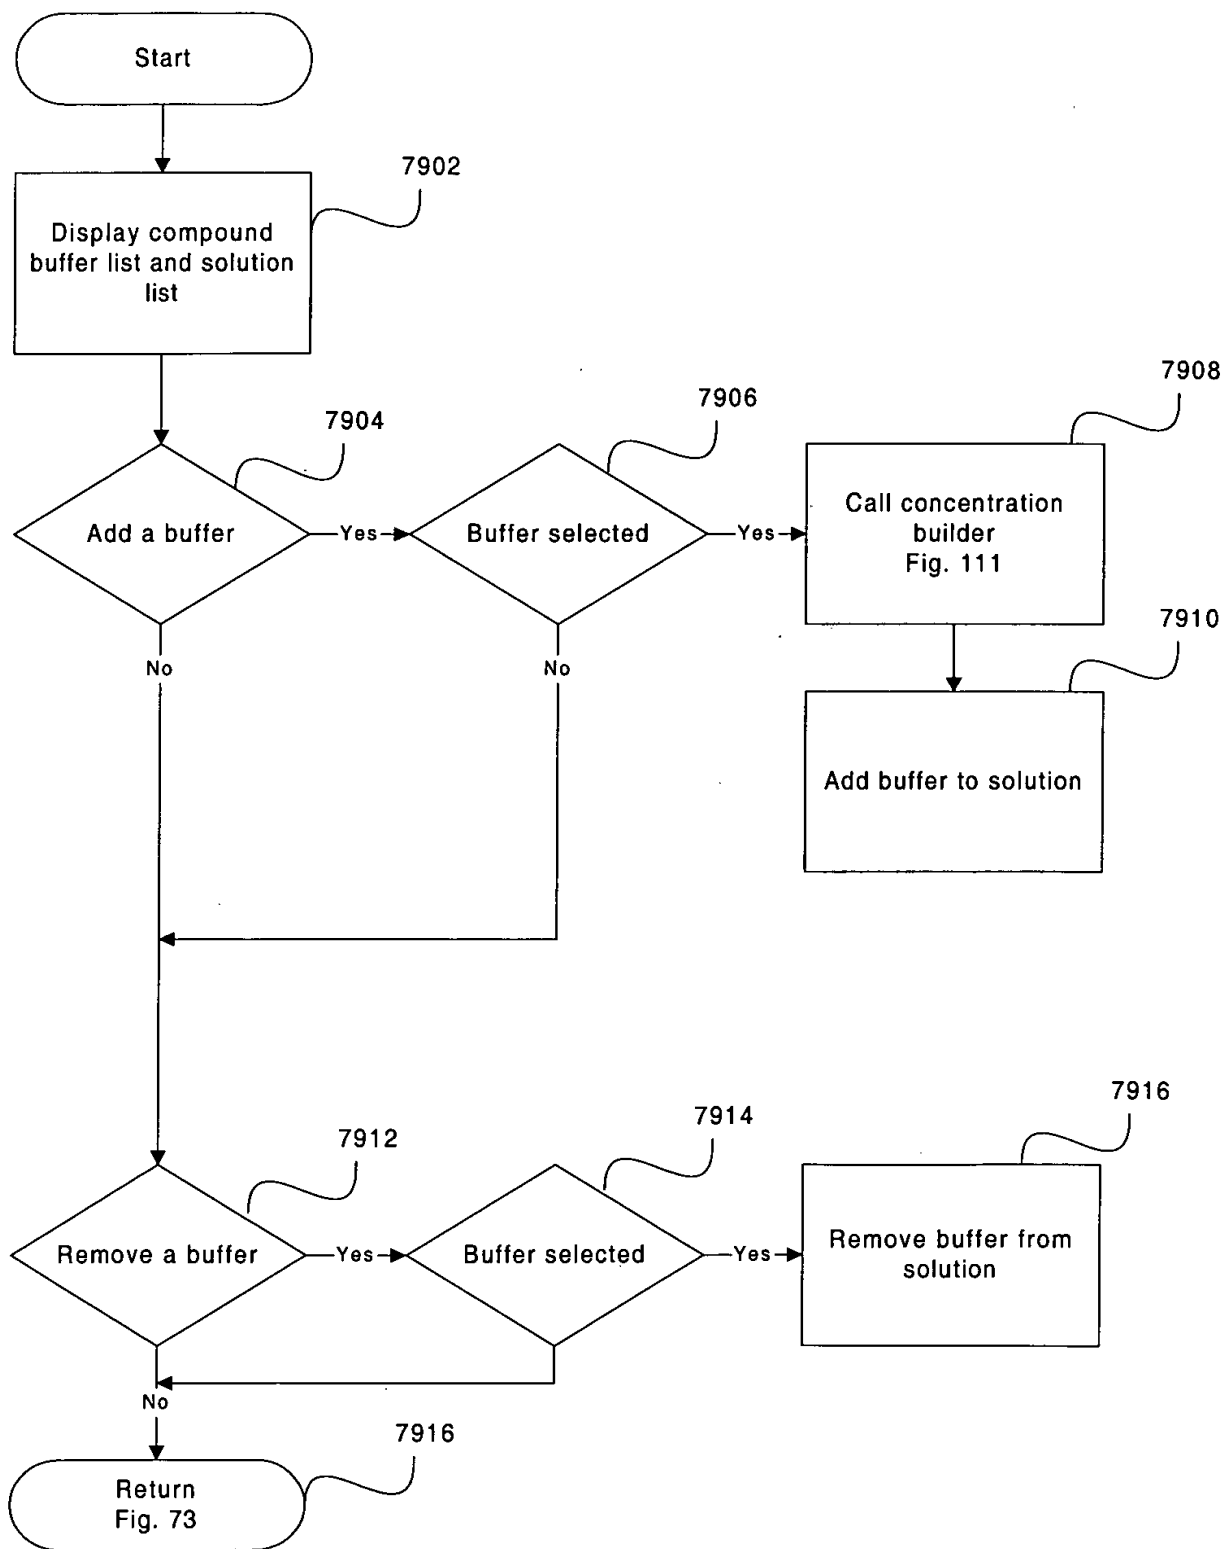 Start
7902
Display compound
buffer list and solution
list
7904
7906
7908
Add a buffer
Yes
Buffer selected
Yes
Call concentration
builder
Fig. 111
No
No
7910
Add buffer to solution
7912
7914
7916
Remove a buffer
Yes
Buffer selected
Yes
Remove buffer from
solution
No
7916
Return
Fig. 73